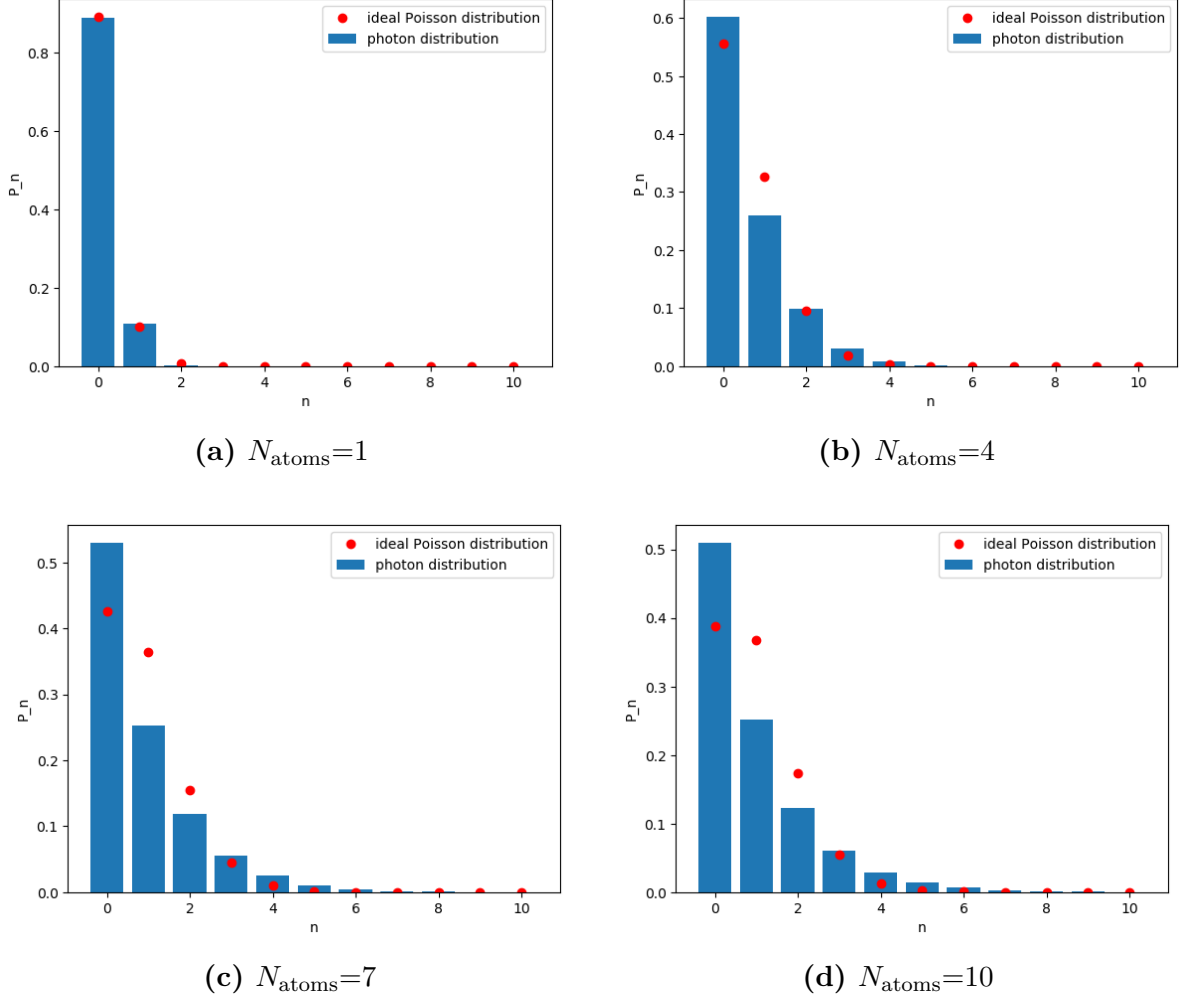 ideal Poisson distribution
photon distribution
P_n
0.8
0.6
0.4
0.2
0.0
0 2 4 6 8 10
n
(a) N_atoms=1
ideal Poisson distribution
photon distribution
P_n
0.6
0.5
0.4
0.3
0.2
0.1
0.0
0 2 4 6 8 10
n
(b) N_atoms=4
ideal Poisson distribution
photon distribution
P_n
0.5
0.4
0.3
0.2
0.1
0.0
0 2 4 6 8 10
n
(c) N_atoms=7
ideal Poisson distribution
photon distribution
P_n
0.5
0.4
0.3
0.2
0.1
0.0
0 2 4 6 8 10
n
(d) N_atoms=10